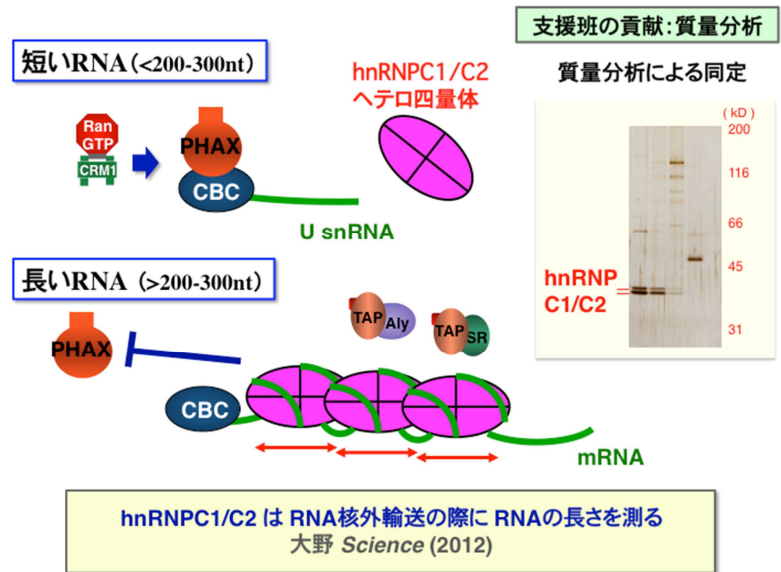 支援班の貢献:質量分析
短いRNA(<200-300nt)
hnRNPC1/C2
ヘテロ四量体
質量分析による同定
Ran
GTP
CRM1
PHAX
CBC
U snRNA
(kD)
200
116
66
45
31
hnRNP
C1/C2
長いRNA (>200-300nt)
PHAX
TAP
Aly
TAP
SR
CBC
mRNA
hnRNPC1/C2 は RNA核外輸送の際に RNAの長さを測る
大野 Science (2012)